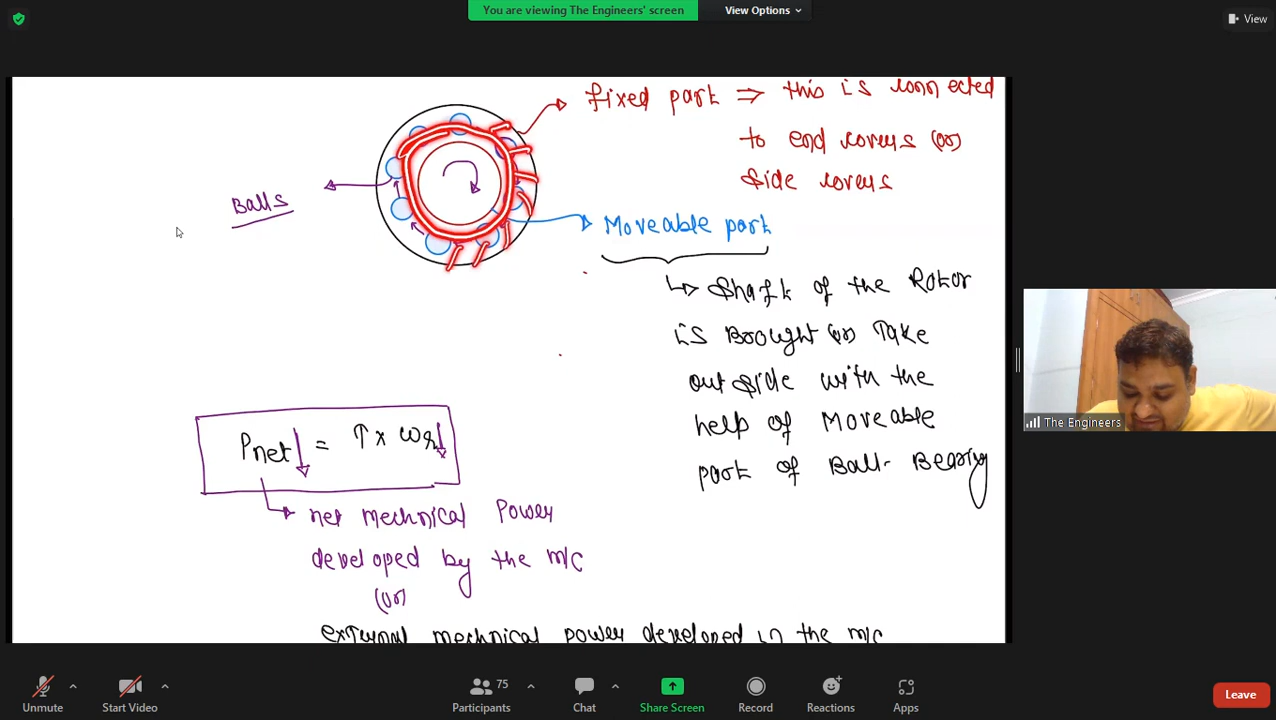 You are viewing The Engineers' screen
View Options
View
fixed part ⇒ this is connected
to end covers (or)
side covers
Balls
Moveable part
↳ Shaft of the Rotor
is Brought (or) Take
outside with the
help of Moveable
part of Ball- Bearing
Pnet↓ = T × ωr↓
net mechnical Power
developed by the m/c
(or)
external mechnical power developed in the m/c
The Engineers
Unmute
Start Video
75
Participants
Chat
Share Screen
Record
Reactions
Apps
Leave